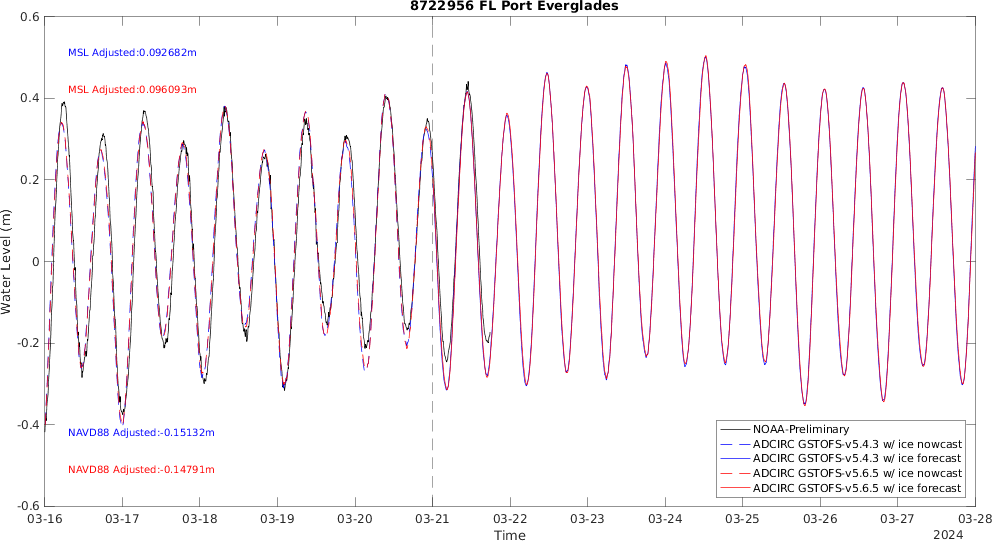 8722956 FL Port Everglades
0.6
MSL Adjusted:0.092682m
MSL Adjusted:0.096093m
0.4
0.2
0
-0.2
-0.4
-0.6
Water Level (m)
NAVD88 Adjusted:-0.15132m
NAVD88 Adjusted:-0.14791m
NOAA-Preliminary
ADCIRC GSTOFS-v5.4.3 w/ ice nowcast
ADCIRC GSTOFS-v5.4.3 w/ ice forecast
ADCIRC GSTOFS-v5.6.5 w/ ice nowcast
ADCIRC GSTOFS-v5.6.5 w/ ice forecast
03-16 03-17 03-18 03-19 03-20 03-21 03-22 03-23 03-24 03-25 03-26 03-27 03-28
Time
2024